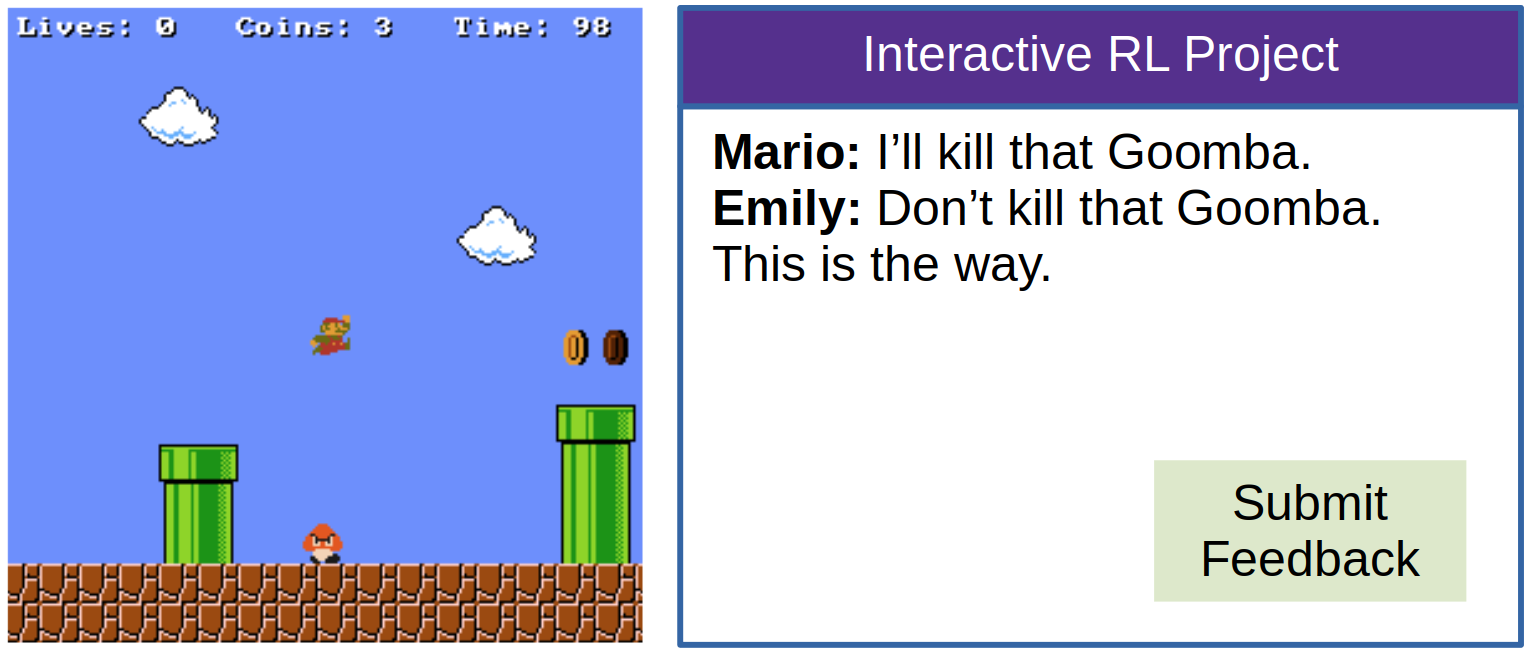 Lives: 0 Coins: 3 Time: 98
Interactive RL Project
Mario: I’ll kill that Goomba.
Emily: Don’t kill that Goomba.
This is the way.
Submit
Feedback